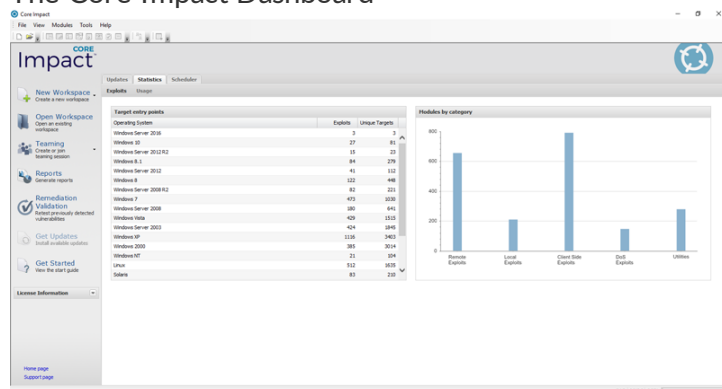 The Core Impact Dashboard
Core Impact
File View Modules Tools Help
CORE
Impact
Updates Statistics Scheduler
Exploits Usage
New Workspace
Create a new workspace
Open Workspace
Open an existing
workspace
Teaming
Create or join
teaming session
Reports
Generate reports
Remediation
Validation
Retest previously detected
vulnerabilities
Get Updates
Install available updates
Get Started
View the start guide
License Information
Home page
Support page
Target entry points
Operating System Exploits Unique Targets
Windows Server 2016 3 3
Windows 10 27 81
Windows Server 2012 R2 15 23
Windows 8.1 84 279
Windows Server 2012 41 112
Windows 8 122 448
Windows Server 2008 R2 82 221
Windows 7 473 1030
Windows Server 2008 180 641
Windows Vista 429 1515
Windows Server 2003 424 1845
Windows XP 1116 3403
Windows 2000 385 3014
Windows NT 21 104
Linux 512 1635
Solaris 83 210
Modules by category
800
600
400
200
0
Remote
Exploits
Local
Exploits
Client Side
Exploits
DoS
Exploits
Utilities